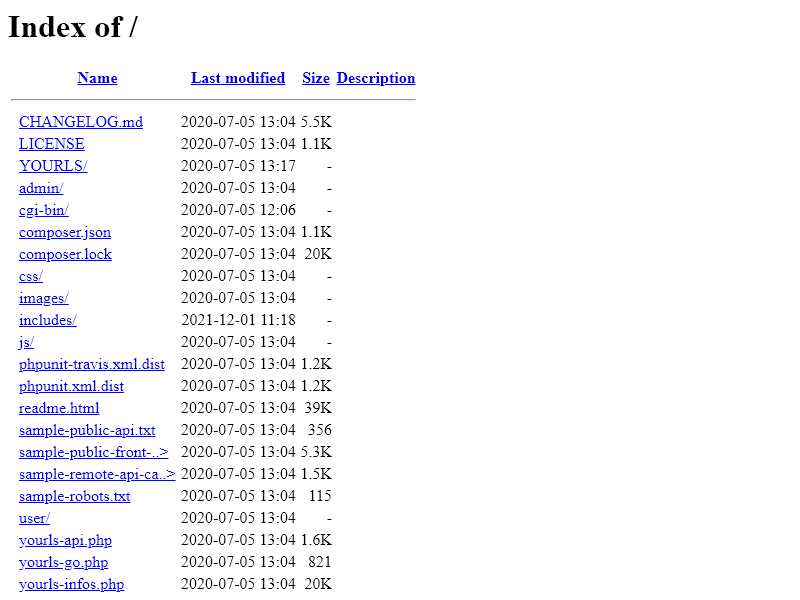 Index of /
Name Last modified Size Description
CHANGELOG.md 2020-07-05 13:04 5.5K
LICENSE 2020-07-05 13:04 1.1K
YOURLS/ 2020-07-05 13:17 -
admin/ 2020-07-05 13:04 -
cgi-bin/ 2020-07-05 12:06 -
composer.json 2020-07-05 13:04 1.1K
composer.lock 2020-07-05 13:04 20K
css/ 2020-07-05 13:04 -
images/ 2020-07-05 13:04 -
includes/ 2021-12-01 11:18 -
js/ 2020-07-05 13:04 -
phpunit-travis.xml.dist 2020-07-05 13:04 1.2K
phpunit.xml.dist 2020-07-05 13:04 1.2K
readme.html 2020-07-05 13:04 39K
sample-public-api.txt 2020-07-05 13:04 356
sample-public-front-..> 2020-07-05 13:04 5.3K
sample-remote-api-ca..> 2020-07-05 13:04 1.5K
sample-robots.txt 2020-07-05 13:04 115
user/ 2020-07-05 13:04 -
yourls-api.php 2020-07-05 13:04 1.6K
yourls-go.php 2020-07-05 13:04 821
yourls-infos.php 2020-07-05 13:04 20K